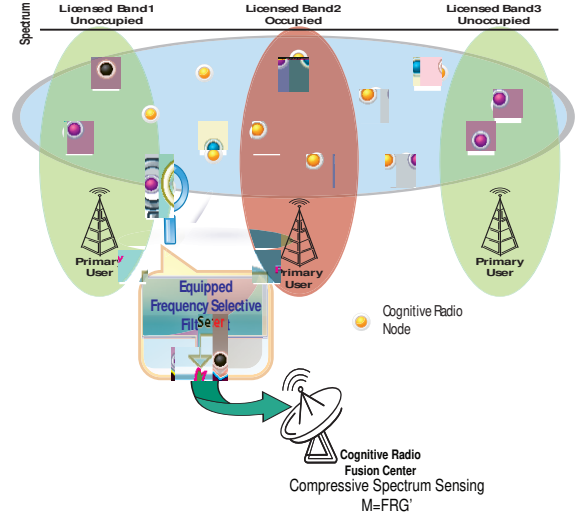 Spectrum
Licensed Band1
Unoccupied
Licensed Band2
Occupied
Licensed Band3
Unoccupied
Primary
User
Primary
User
Primary
User
Equipped
Frequency Selective
Cognitive Radio
Node
Cognitive Radio
Fusion Center
Compressive Spectrum Sensing
M=FRG'